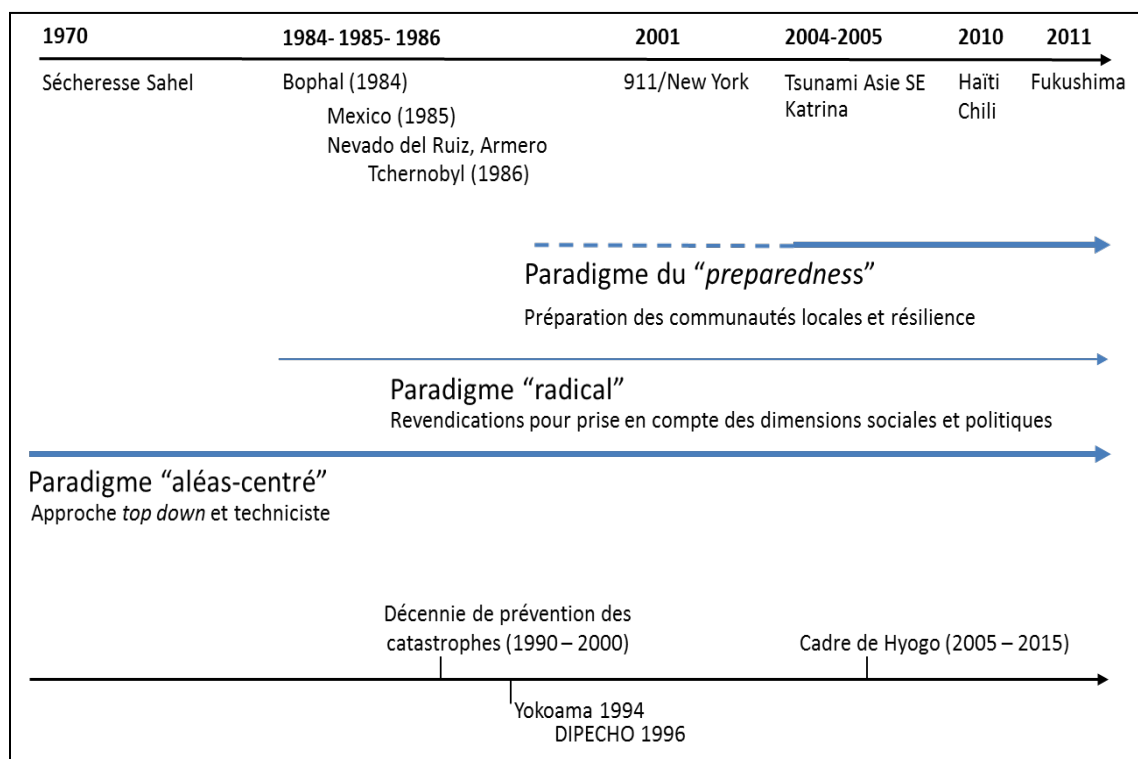 1970 1984- 1985- 1986 2001 2004-2005 2010 2011
Sécheresse Sahel Bophal (1984) 911/New York Tsunami Asie SE Haïti Fukushima
Mexico (1985) Katrina Chili
Nevado del Ruiz, Armero
Tchernobyl (1986)
Paradigme du “preparedness”
Préparation des communautés locales et résilience
Paradigme “radical”
Revendications pour prise en compte des dimensions sociales et politiques
Paradigme “aléas-centré”
Approche top down et techniciste
Décennie de prévention des
catastrophes (1990 – 2000) Cadre de Hyogo (2005 – 2015)
Yokoama 1994
DIPECHO 1996